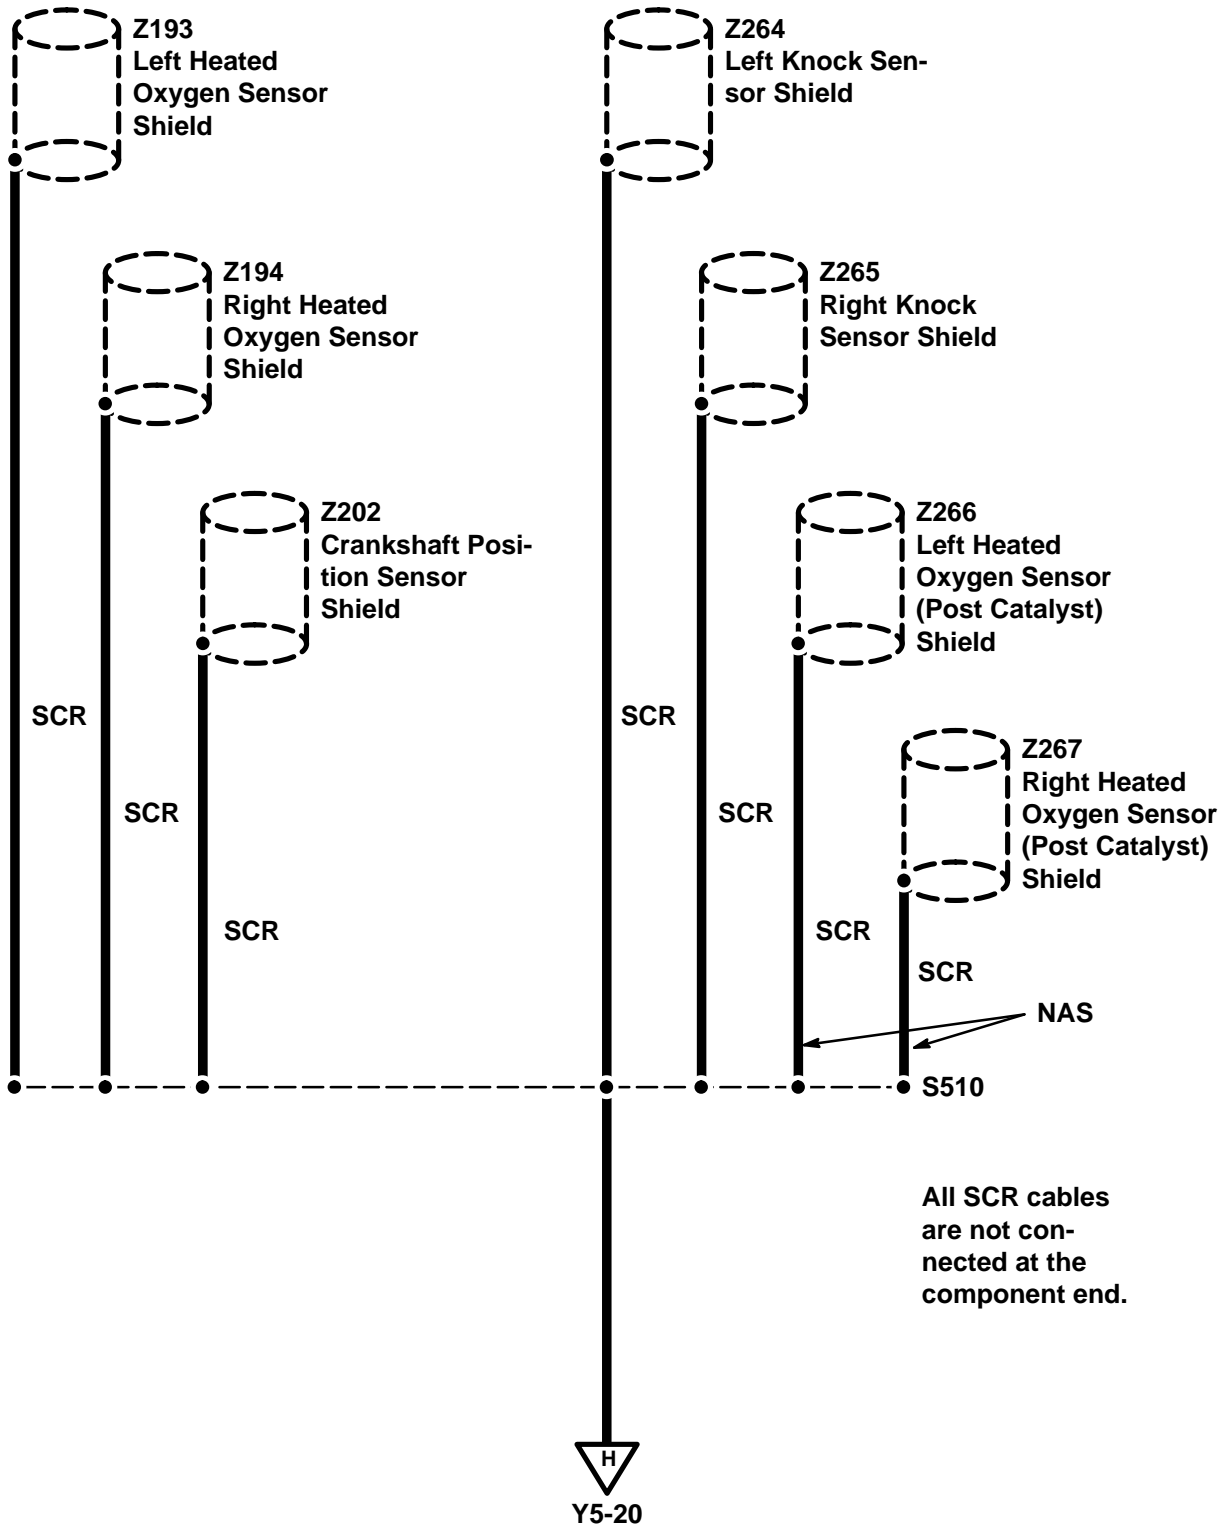 Z193
Left Heated
Oxygen Sensor
Shield
Z264
Left Knock Sen-
sor Shield
Z194
Right Heated
Oxygen Sensor
Shield
Z265
Right Knock
Sensor Shield
Z202
Crankshaft Posi-
tion Sensor
Shield
Z266
Left Heated
Oxygen Sensor
(Post Catalyst)
Shield
SCR
SCR
Z267
Right Heated
Oxygen Sensor
(Post Catalyst)
Shield
SCR
SCR
SCR
SCR
SCR
NAS
S510
All SCR cables
are not con-
nected at the
component end.
H
Y5-20